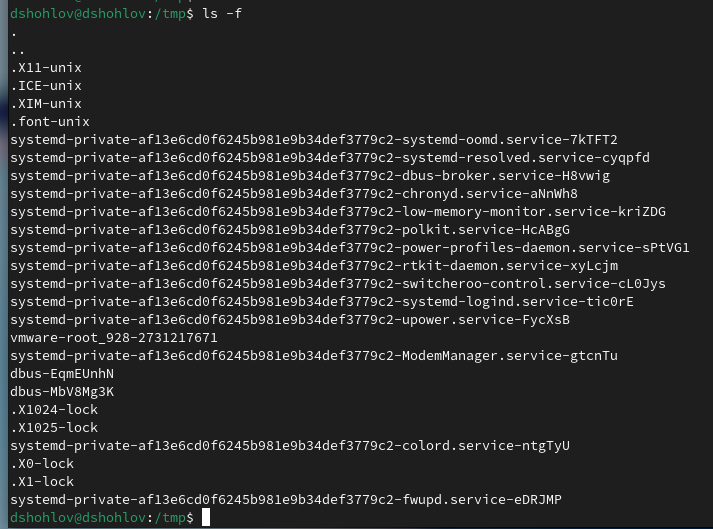 dshohlov@dshohlov:/tmp$ ls -f
.
..
.X11-unix
.ICE-unix
.XIM-unix
.font-unix
systemd-private-af13e6cd0f6245b981e9b34def3779c2-systemd-oomd.service-7kTFT2
systemd-private-af13e6cd0f6245b981e9b34def3779c2-systemd-resolved.service-cyqpfd
systemd-private-af13e6cd0f6245b981e9b34def3779c2-dbus-broker.service-H8vwig
systemd-private-af13e6cd0f6245b981e9b34def3779c2-chronyd.service-aNnWh8
systemd-private-af13e6cd0f6245b981e9b34def3779c2-low-memory-monitor.service-kriZDG
systemd-private-af13e6cd0f6245b981e9b34def3779c2-polkit.service-HcABgG
systemd-private-af13e6cd0f6245b981e9b34def3779c2-power-profiles-daemon.service-sPtVG1
systemd-private-af13e6cd0f6245b981e9b34def3779c2-rtkit-daemon.service-xyLcjm
systemd-private-af13e6cd0f6245b981e9b34def3779c2-switcheroo-control.service-cL0Jys
systemd-private-af13e6cd0f6245b981e9b34def3779c2-systemd-logind.service-tic0rE
systemd-private-af13e6cd0f6245b981e9b34def3779c2-upower.service-FycXsB
vmware-root_928-2731217671
systemd-private-af13e6cd0f6245b981e9b34def3779c2-ModemManager.service-gtcnTu
dbus-EqmEUnhN
dbus-MbV8Mg3K
.X1024-lock
.X1025-lock
systemd-private-af13e6cd0f6245b981e9b34def3779c2-colord.service-ntgTyU
.X0-lock
.X1-lock
systemd-private-af13e6cd0f6245b981e9b34def3779c2-fwupd.service-eDRJMP
dshohlov@dshohlov:/tmp$